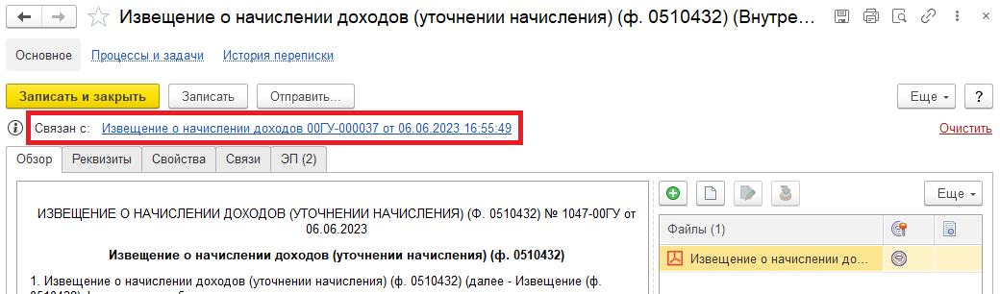 Извещение о начислении доходов (уточнении начисления) (ф. 0510432) (Внутре...
Основное Процессы и задачи История переписки
Записать и закрыть Записать Отправить... Еще ?
Связан с: Извещение о начислении доходов 00ГУ-000037 от 06.06.2023 16:55:49 Очистить
Обзор Реквизиты Свойства Связи ЭП (2)
Еще
ИЗВЕЩЕНИЕ О НАЧИСЛЕНИИ ДОХОДОВ (УТОЧНЕНИИ НАЧИСЛЕНИЯ) (Ф. 0510432) № 1047-00ГУ от
06.06.2023
Файлы (1)
Извещение о начислении доходов (уточнении начисления) (ф. 0510432)
Извещение о начислении до...
1. Извещение о начислении доходов (уточнении начисления) (ф. 0510432) (далее - Извещение (ф.